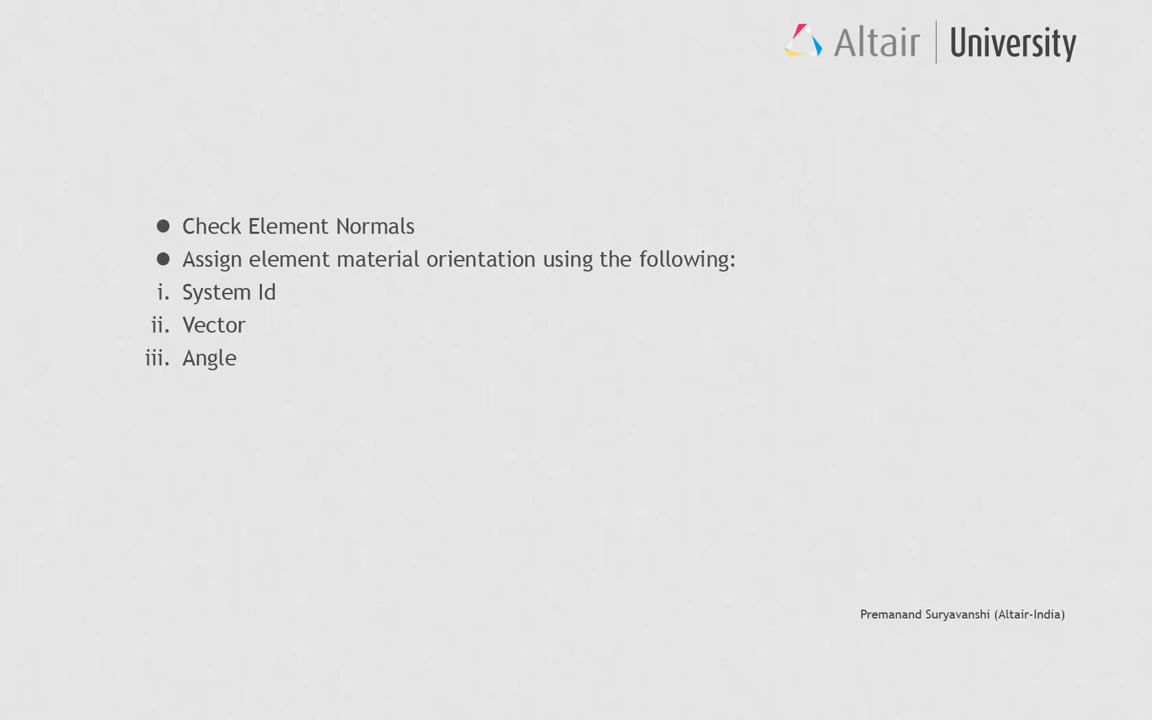 Altair | University
● Check Element Normals
● Assign element material orientation using the following:
i. System Id
ii. Vector
iii. Angle
Premanand Suryavanshi (Altair-India)